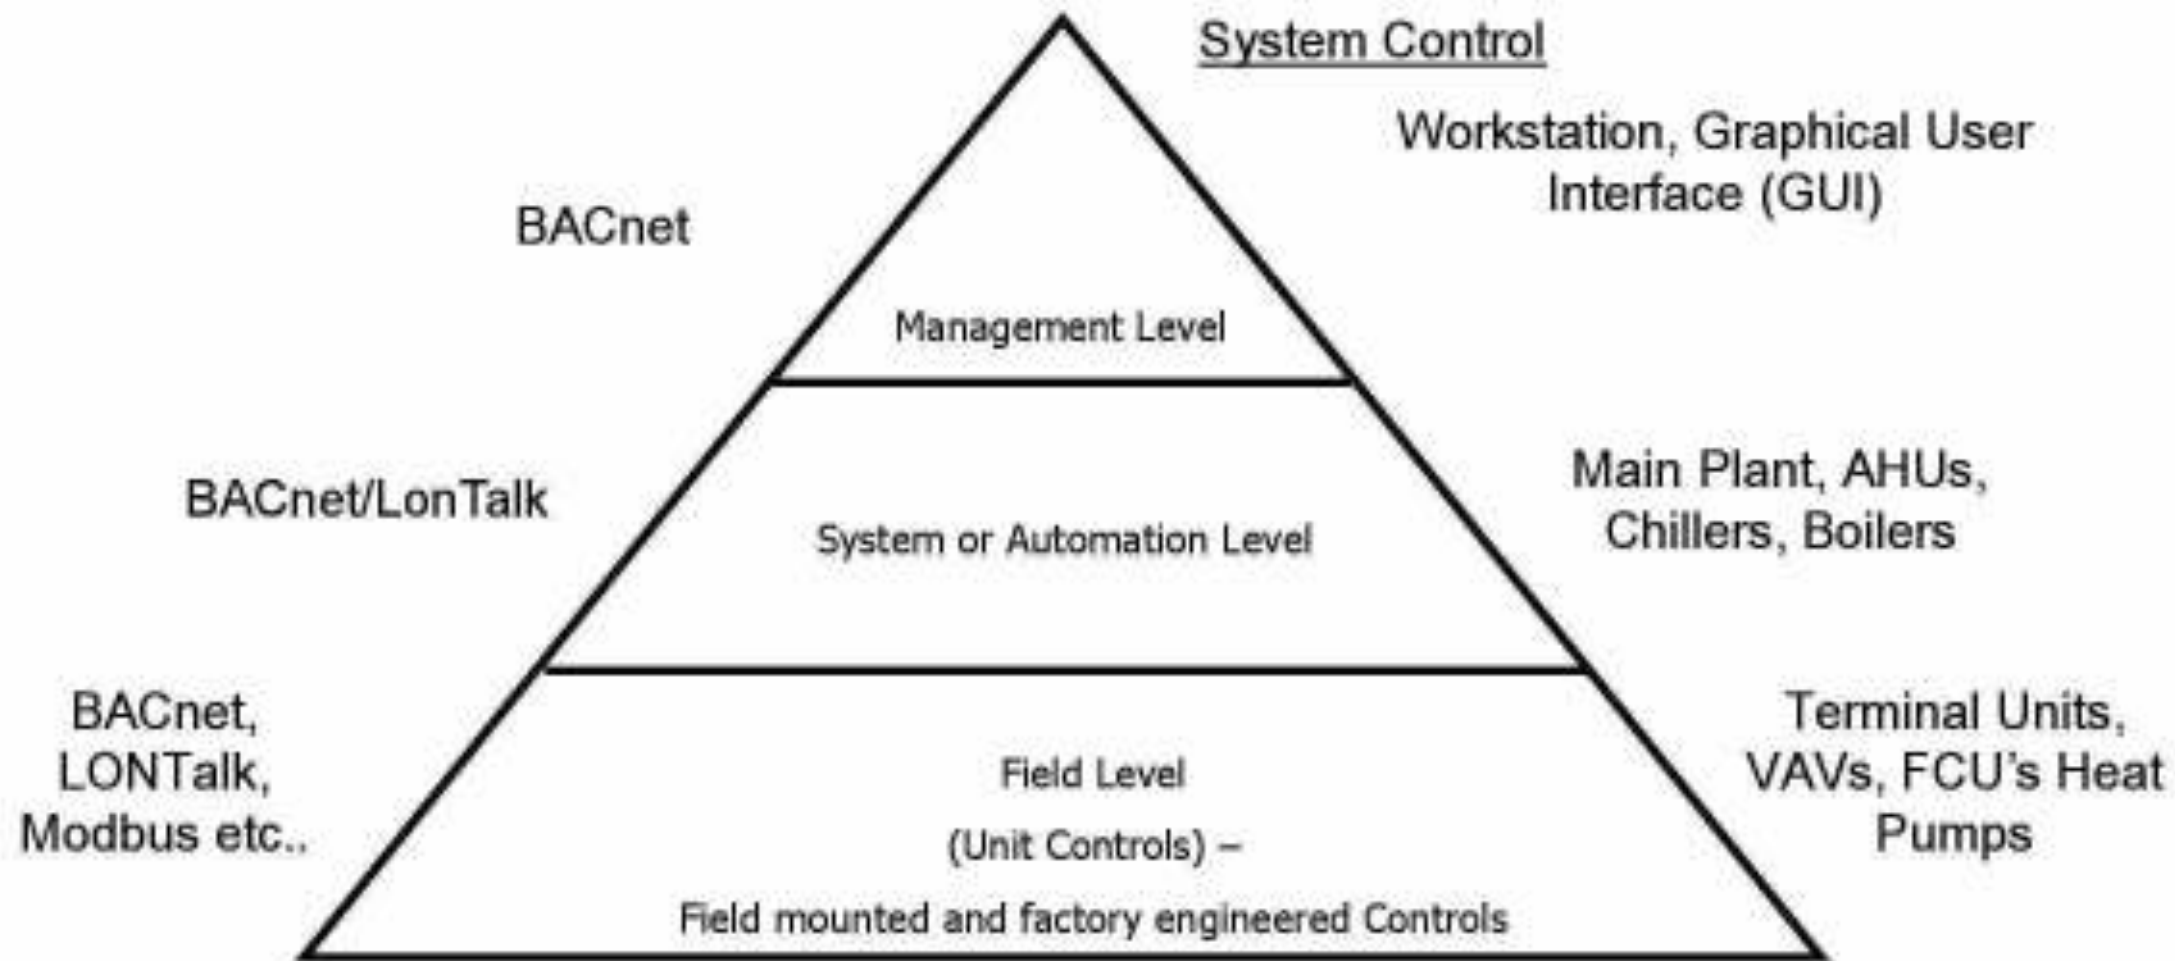 System Control
Workstation, Graphical User
Interface (GUI)
BACnet
Management Level
BACnet/LonTalk
System or Automation Level
Main Plant, AHUs,
Chillers, Boilers
BACnet,
LONTalk,
Modbus etc..
Field Level
(Unit Controls) –
Field mounted and factory engineered Controls
Terminal Units,
VAVs, FCU's Heat
Pumps